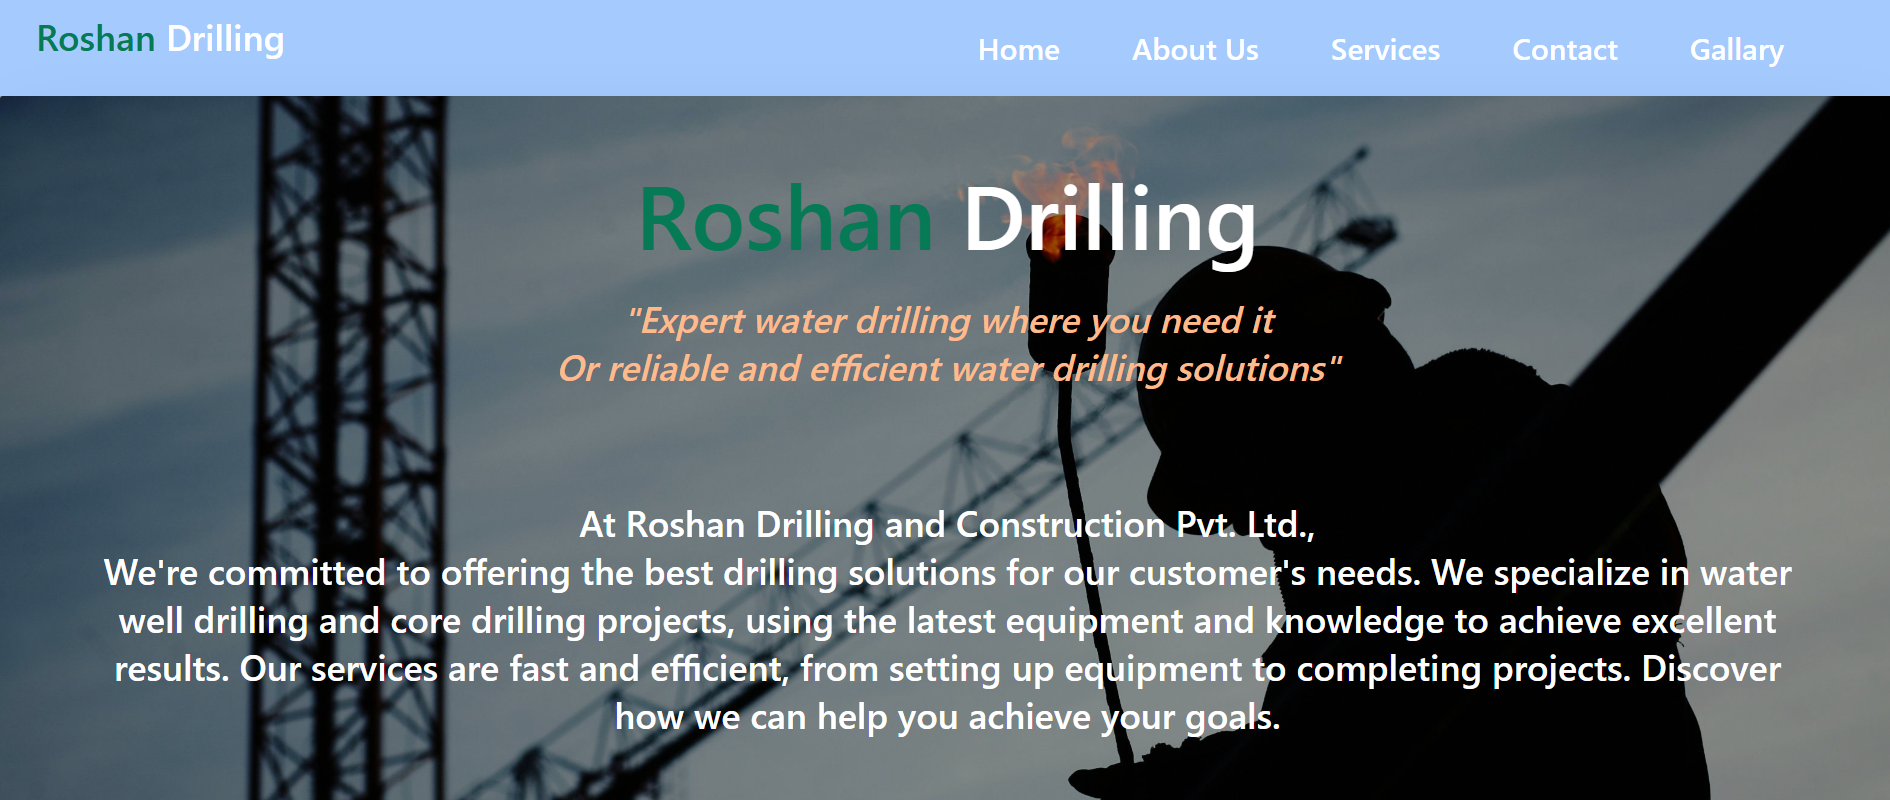 Roshan Drilling
Home About Us Services Contact Gallary
Roshan Drilling
"Expert water drilling where you need it
Or reliable and efficient water drilling solutions"
At Roshan Drilling and Construction Pvt. Ltd.,
We're committed to offering the best drilling solutions for our customer's needs. We specialize in water
well drilling and core drilling projects, using the latest equipment and knowledge to achieve excellent
results. Our services are fast and efficient, from setting up equipment to completing projects. Discover
how we can help you achieve your goals.